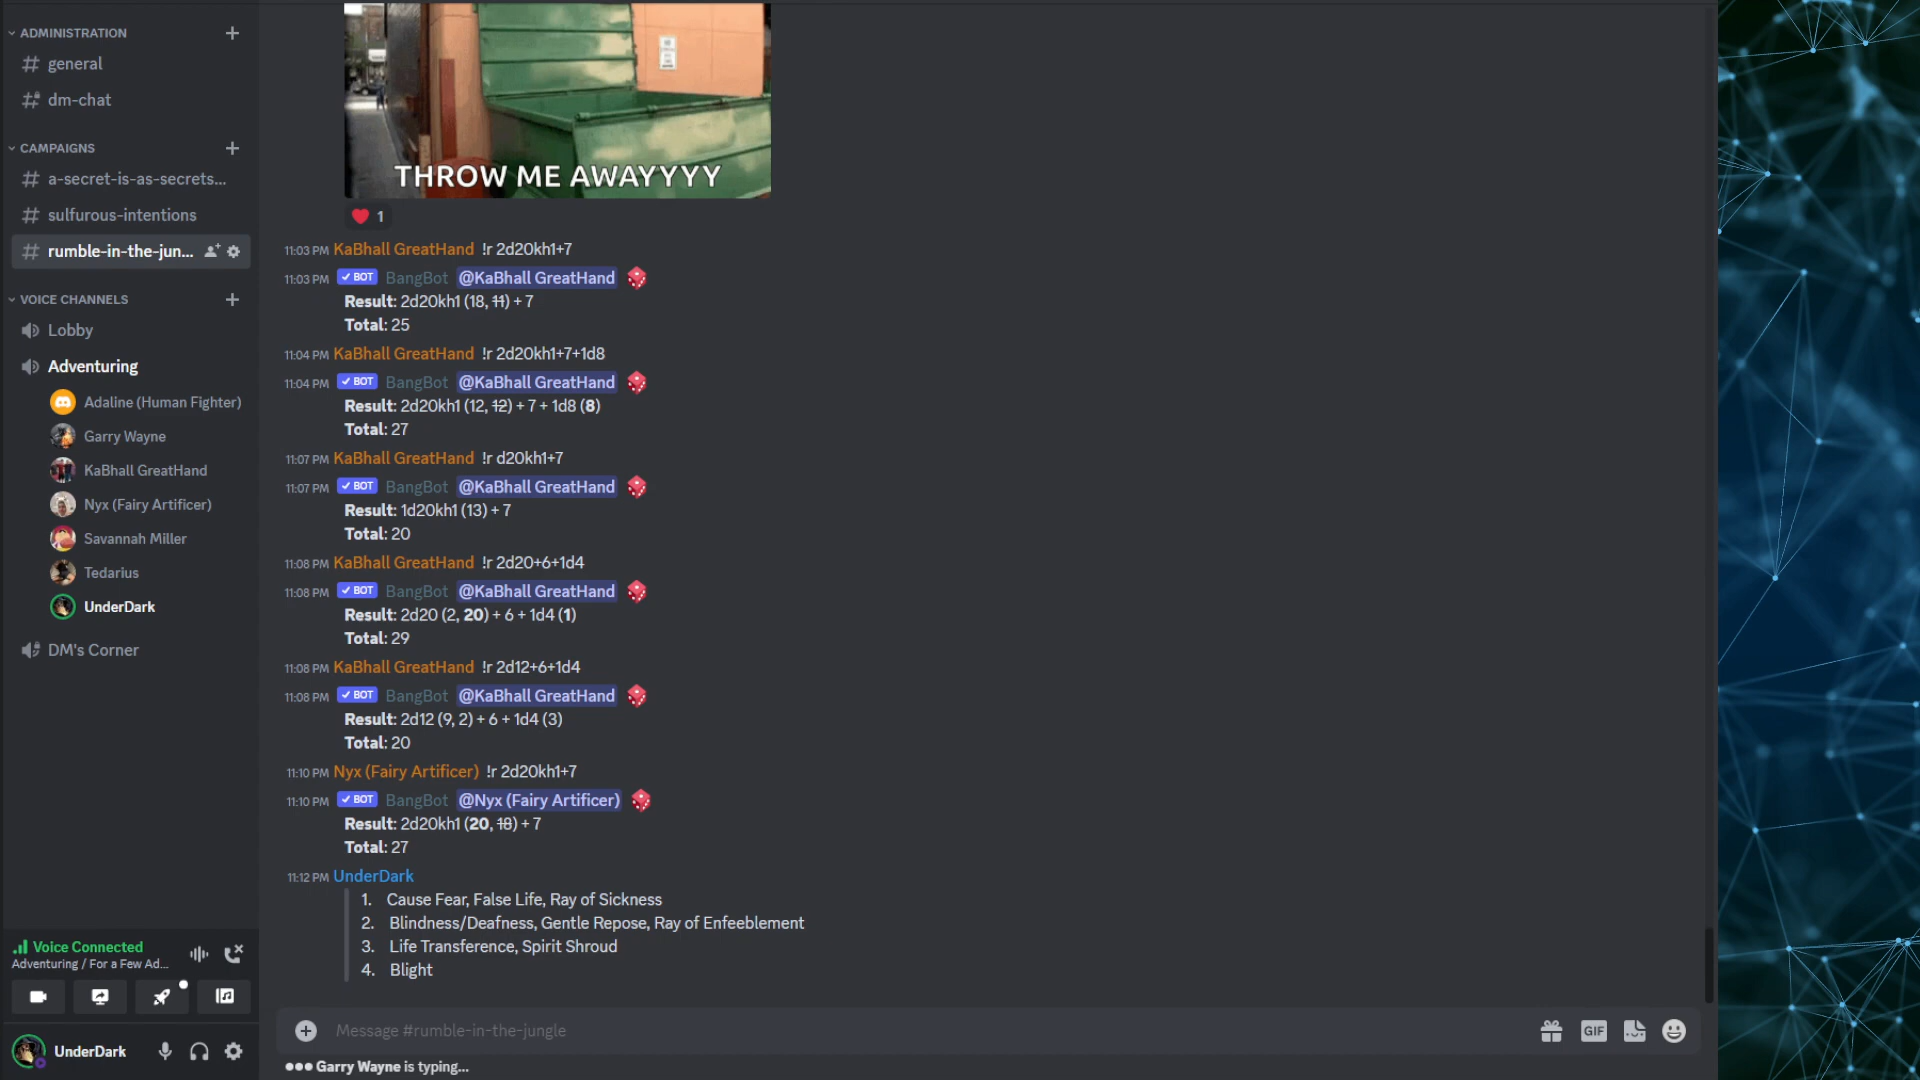 ADMINISTRATION
general
dm-chat
CAMPAIGNS
a-secret-is-as-secrets...
sulfurous-intentions
rumble-in-the-jun...
VOICE CHANNELS
Lobby
Adventuring
Adaline (Human Fighter)
Garry Wayne
KaBhall GreatHand
Nyx (Fairy Artificer)
Savannah Miller
Tedarius
UnderDark
DM's Corner
Voice Connected
Adventuring / For a Few Ad...
UnderDark
THROW ME AWAYYYY
1
11:03 PM KaBhall GreatHand !r 2d20kh1+7
11:03 PM BOT BangBot @KaBhall GreatHand
Result: 2d20kh1 (18, 11) + 7
Total: 25
11:04 PM KaBhall GreatHand !r 2d20kh1+7+1d8
11:04 PM BOT BangBot @KaBhall GreatHand
Result: 2d20kh1 (12, 12) + 7 + 1d8 (8)
Total: 27
11:07 PM KaBhall GreatHand !r d20kh1+7
11:07 PM BOT BangBot @KaBhall GreatHand
Result: 1d20kh1 (13) + 7
Total: 20
11:08 PM KaBhall GreatHand !r 2d20+6+1d4
11:08 PM BOT BangBot @KaBhall GreatHand
Result: 2d20 (2, 20) + 6 + 1d4 (1)
Total: 29
11:08 PM KaBhall GreatHand !r 2d12+6+1d4
11:08 PM BOT BangBot @KaBhall GreatHand
Result: 2d12 (9, 2) + 6 + 1d4 (3)
Total: 20
11:10 PM Nyx (Fairy Artificer) !r 2d20kh1+7
11:10 PM BOT BangBot @Nyx (Fairy Artificer)
Result: 2d20kh1 (20, 18) + 7
Total: 27
11:12 PM UnderDark
1. Cause Fear, False Life, Ray of Sickness
2. Blindness/Deafness, Gentle Repose, Ray of Enfeeblement
3. Life Transference, Spirit Shroud
4. Blight
Message #rumble-in-the-jungle
GIF
Garry Wayne is typing...